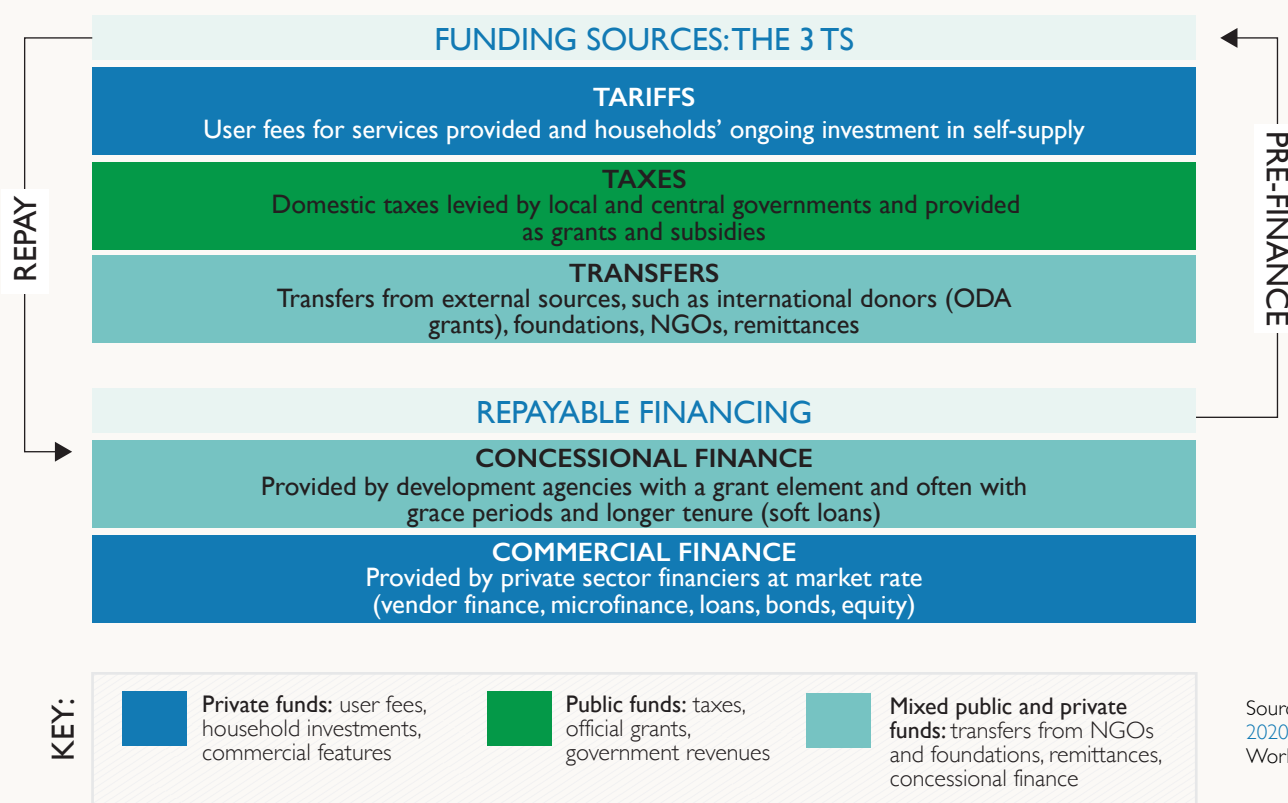 FUNDING SOURCES: THE 3 TS
TARIFFS
User fees for services provided and households’ ongoing investment in self-supply
TAXES
Domestic taxes levied by local and central governments and provided
as grants and subsidies
TRANSFERS
Transfers from external sources, such as international donors (ODA
grants), foundations, NGOs, remittances
REPAY
PRE-FINANCE
REPAYABLE FINANCING
CONCESSIONAL FINANCE
Provided by development agencies with a grant element and often with
grace periods and longer tenure (soft loans)
COMMERCIAL FINANCE
Provided by private sector financiers at market rate
(vendor finance, microfinance, loans, bonds, equity)
KEY:
Private funds: user fees,
household investments,
commercial features
Public funds: taxes,
official grants,
government revenues
Mixed public and private
funds: transfers from NGOs
and foundations, remittances,
concessional finance
2020